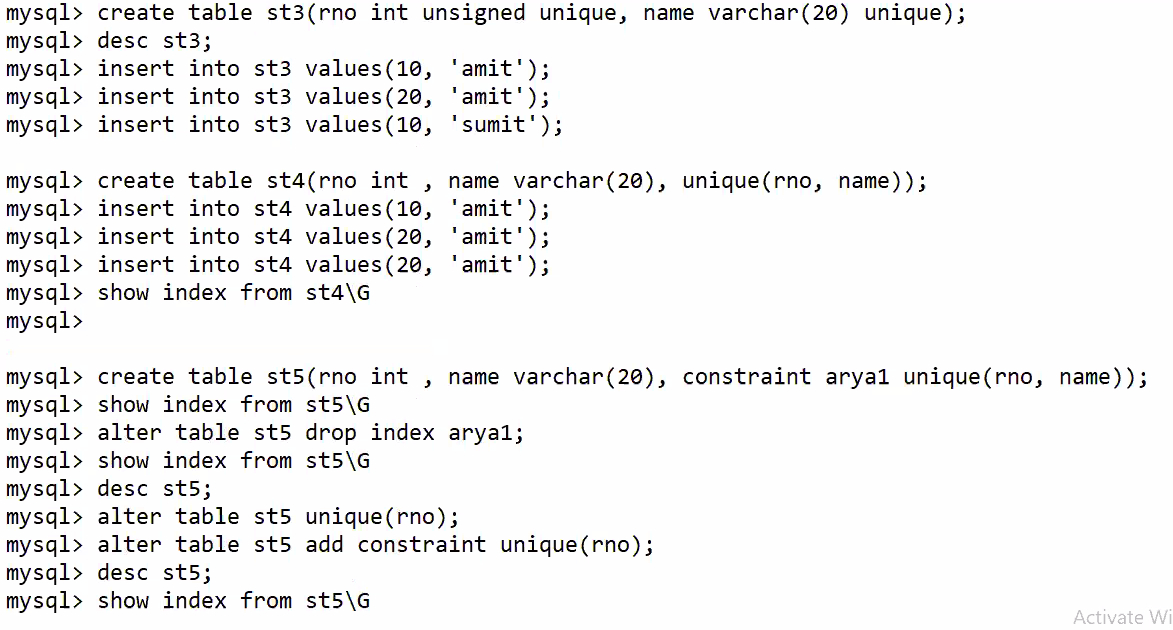 mysql> create table st3(rno int unsigned unique, name varchar(20) unique);
mysql> desc st3;
mysql> insert into st3 values(10, 'amit');
mysql> insert into st3 values(20, 'amit');
mysql> insert into st3 values(10, 'sumit');
mysql> create table st4(rno int , name varchar(20), unique(rno, name));
mysql> insert into st4 values(10, 'amit');
mysql> insert into st4 values(20, 'amit');
mysql> insert into st4 values(20, 'amit');
mysql> show index from st4\G
mysql>
mysql> create table st5(rno int , name varchar(20), constraint arya1 unique(rno, name));
mysql> show index from st5\G
mysql> alter table st5 drop index arya1;
mysql> show index from st5\G
mysql> desc st5;
mysql> alter table st5 unique(rno);
mysql> alter table st5 add constraint unique(rno);
mysql> desc st5;
mysql> show index from st5\G
Activate Wi